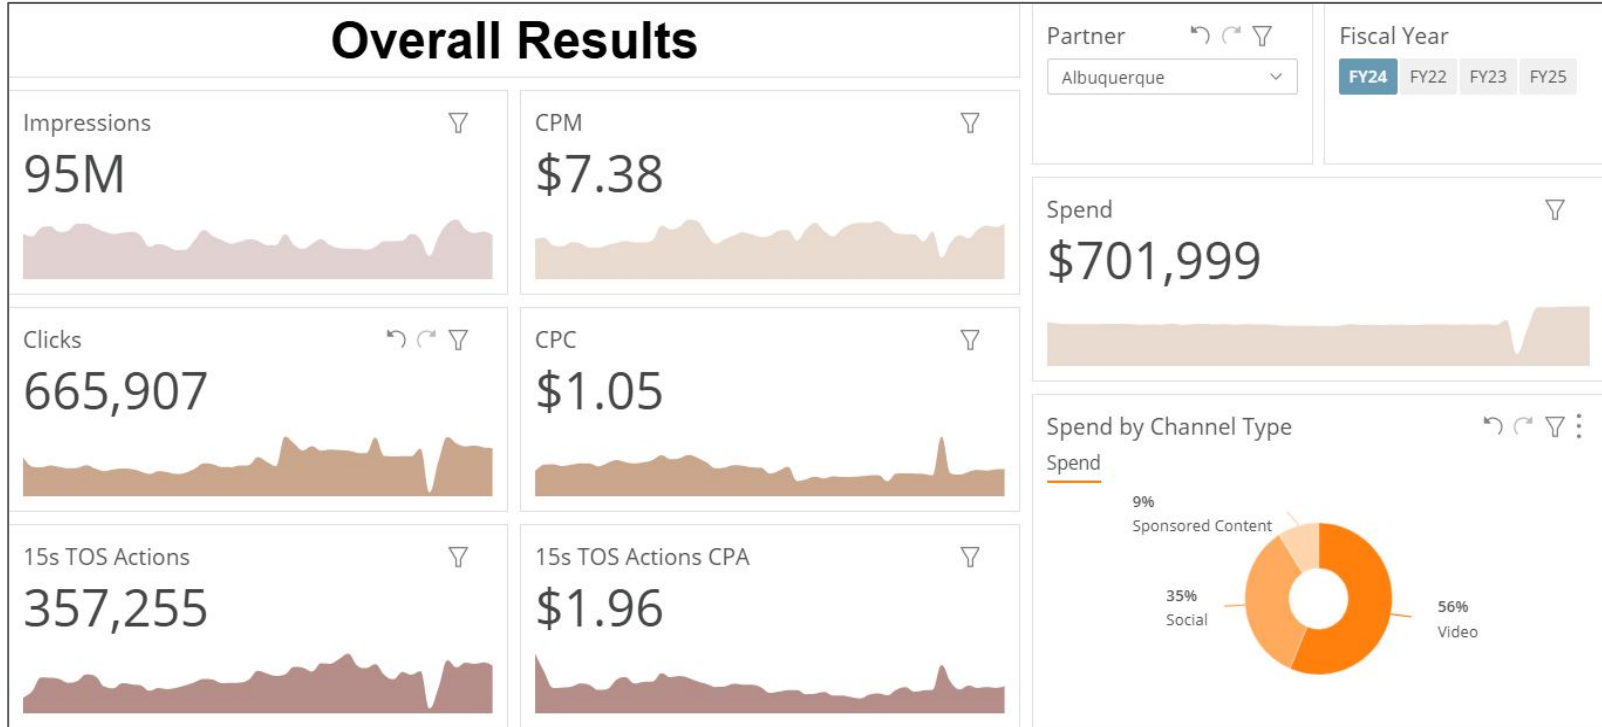 Overall Results
Partner
Albuquerque
Fiscal Year
FY24 FY22 FY23 FY25
Impressions
95M
CPM
$7.38
Spend
$701,999
Clicks
665,907
CPC
$1.05
Spend by Channel Type
Spend
9%
Sponsored Content
35%
Social
56%
Video
15s TOS Actions
357,255
15s TOS Actions CPA
$1.96